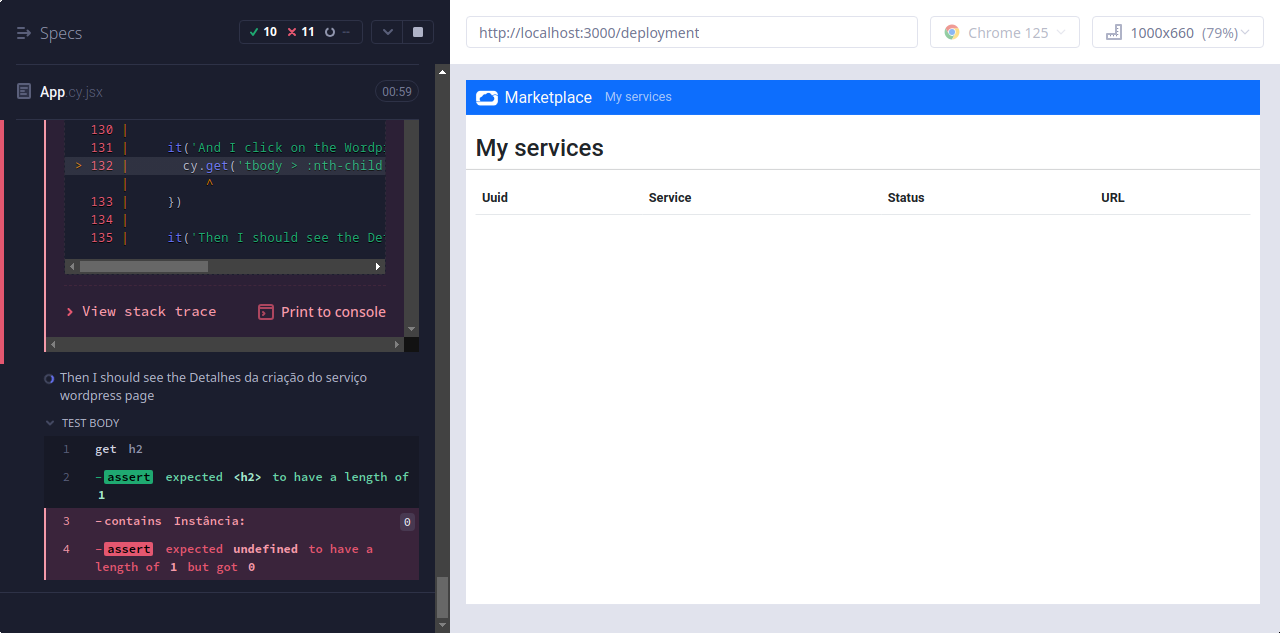 Specs
10 11 --
App.cy.jsx
00:59
130 |
131 | it('And I click on the Wordp
> 132 | cy.get('tbody > :nth-child
| ^
133 | })
134 |
135 | it('Then I should see the De
> View stack trace
Print to console
Then I should see the Detalhes da criação do serviço
wordpress page
TEST BODY
1 get h2
2 -assert expected <h2> to have a length of
1
3 -contains Instância: 0
4 -assert expected undefined to have a
length of 1 but got 0
http://localhost:3000/deployment
Chrome 125
1000x660 (79%)
Marketplace My services
My services
Uuid Service Status URL